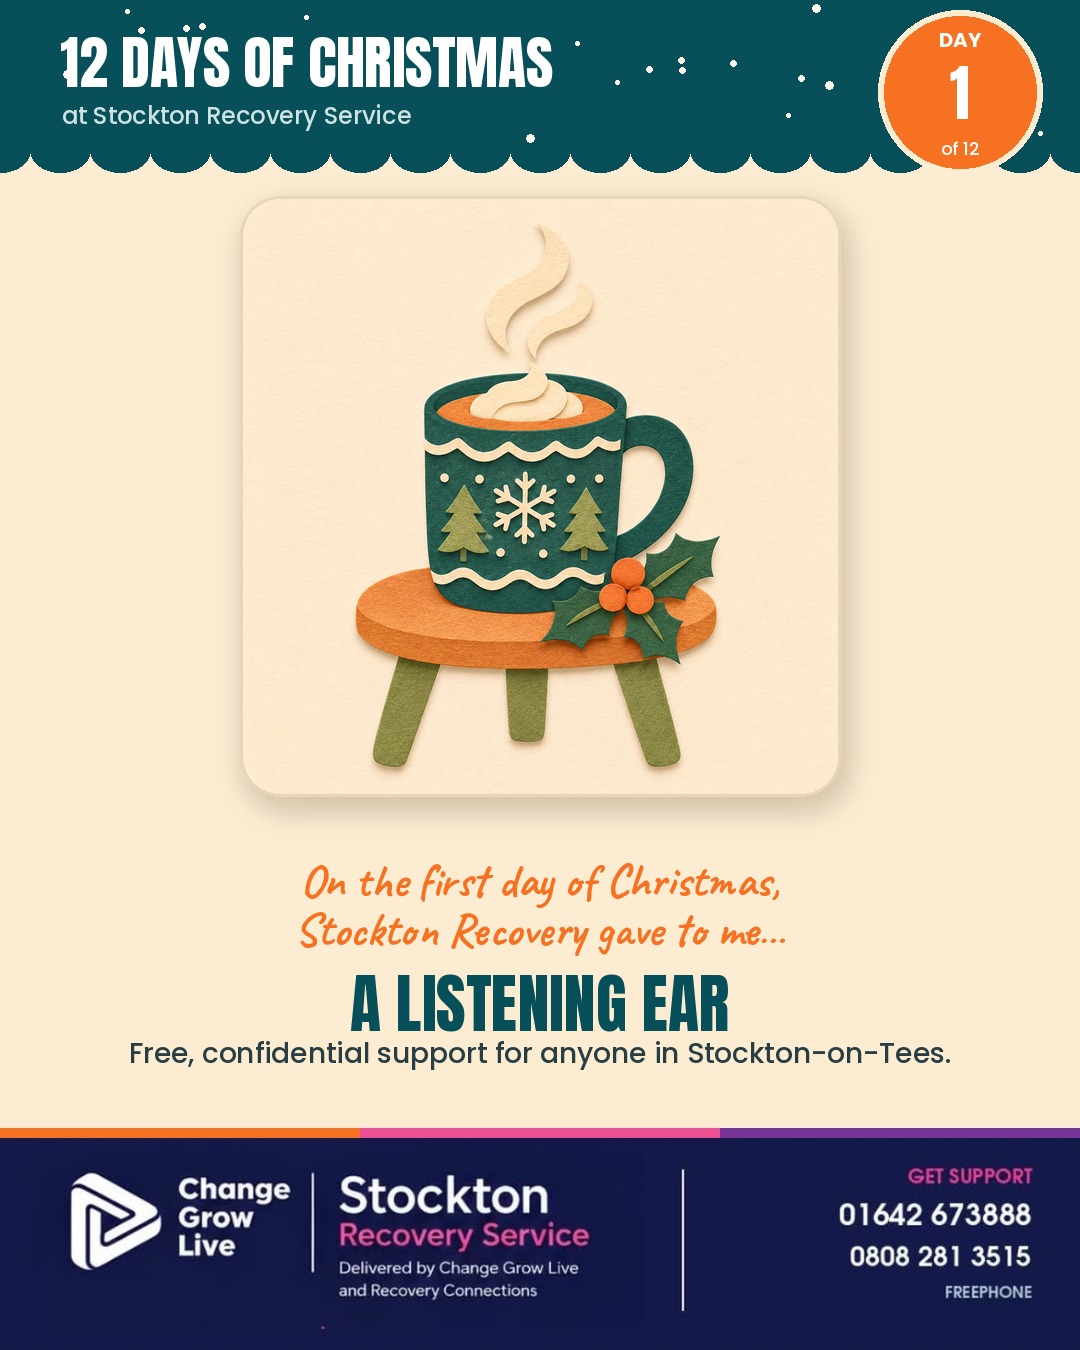 12 DAYS OF CHRISTMAS
at Stockton Recovery Service
DAY
1
of 12
On the first day of Christmas,
Stockton Recovery gave to me...
A LISTENING EAR
Free, confidential support for anyone in Stockton-on-Tees.
Change
Grow
Live
Stockton
Recovery Service
Delivered by Change Grow Live
and Recovery Connections
GET SUPPORT
01642 673888
0808 281 3515
FREEPHONE